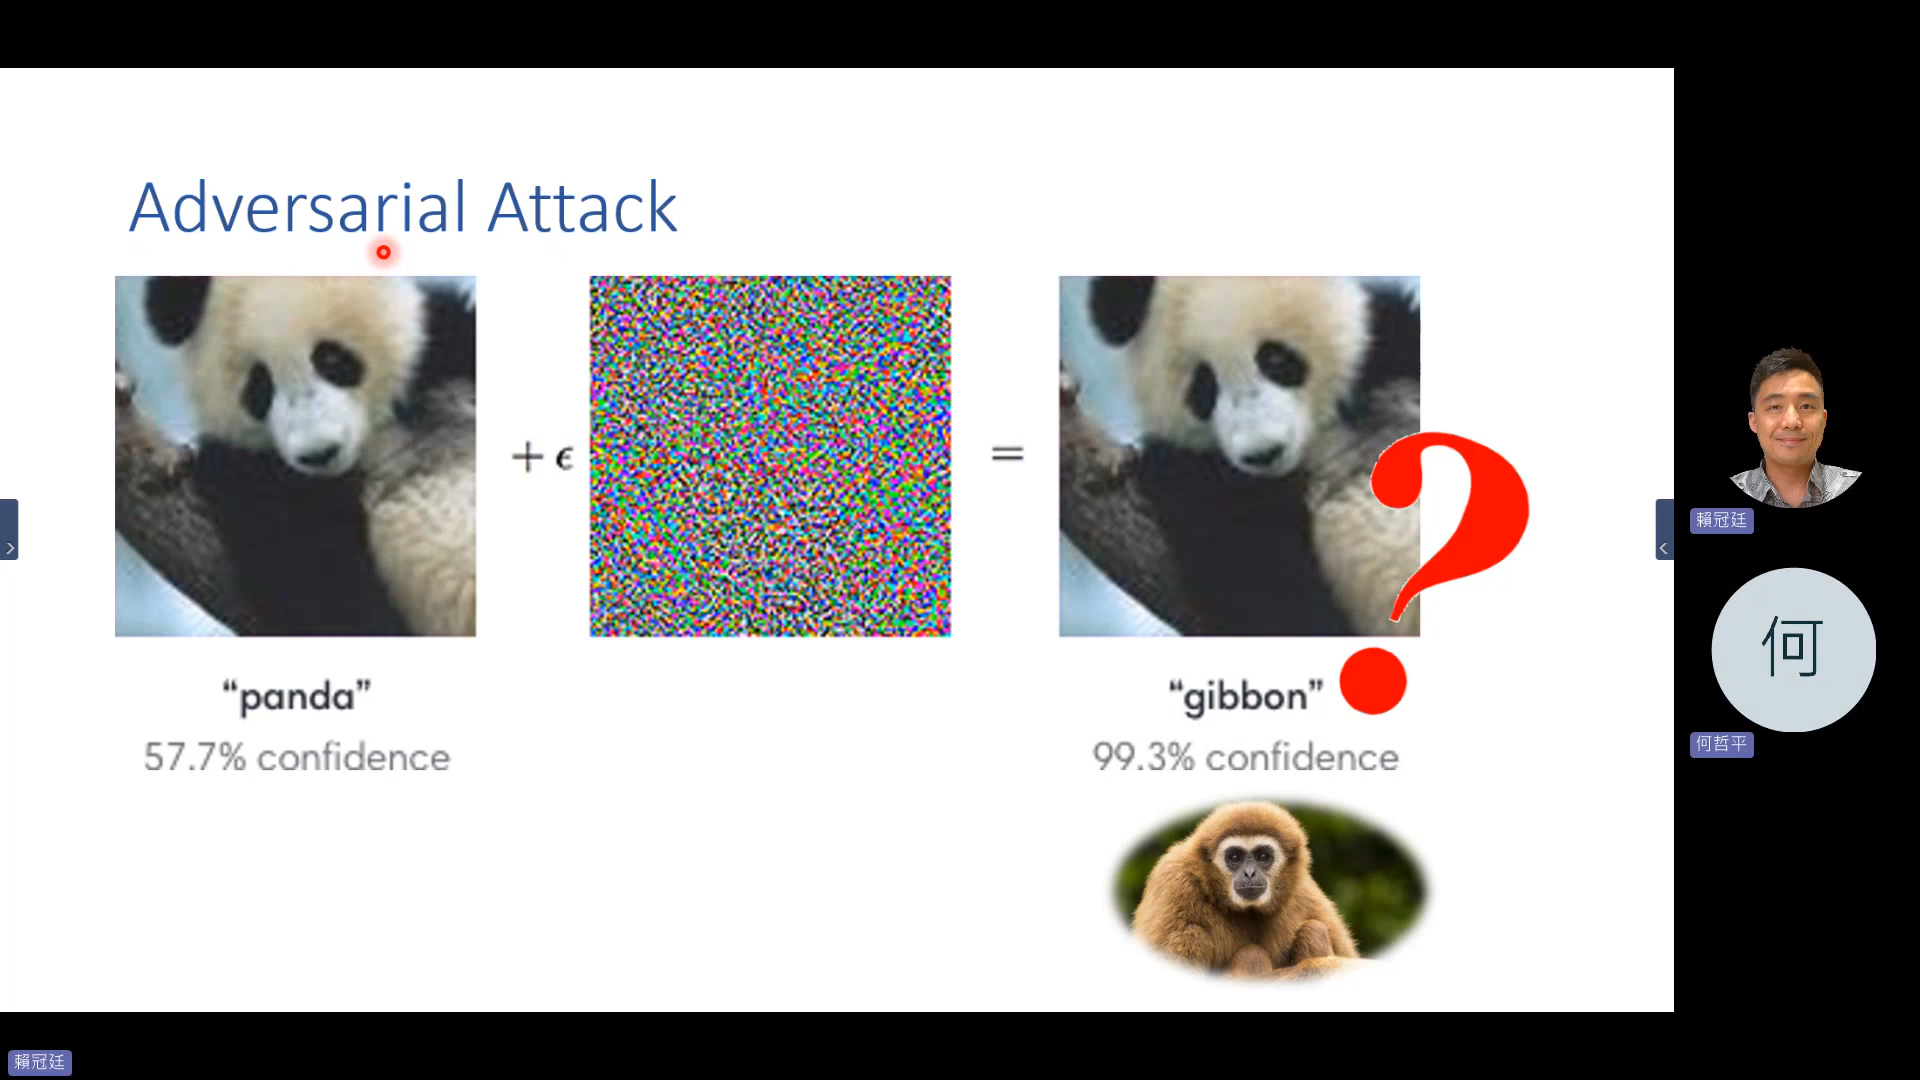 Adversarial Attack
+ ϵ
=
“panda”
57.7% confidence
“gibbon”
99.3% confidence
?
賴冠廷
何
何哲平
賴冠廷